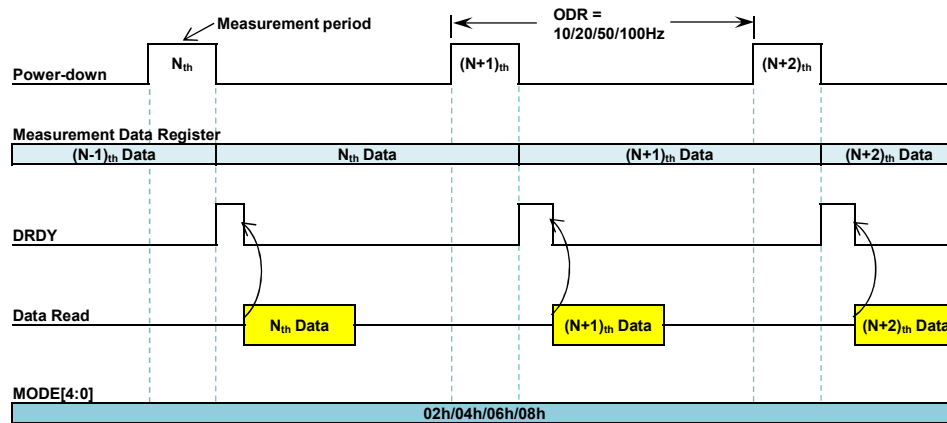 Measurement period
ODR =
10/20/50/100Hz
Power-down
Nth
(N+1)th
(N+2)th
Measurement Data Register
(N-1)th Data
Nth Data
(N+1)th Data
(N+2)th Data
DRDY
Data Read
Nth Data
(N+1)th Data
(N+2)th Data
MODE[4:0]
02h/04h/06h/08h